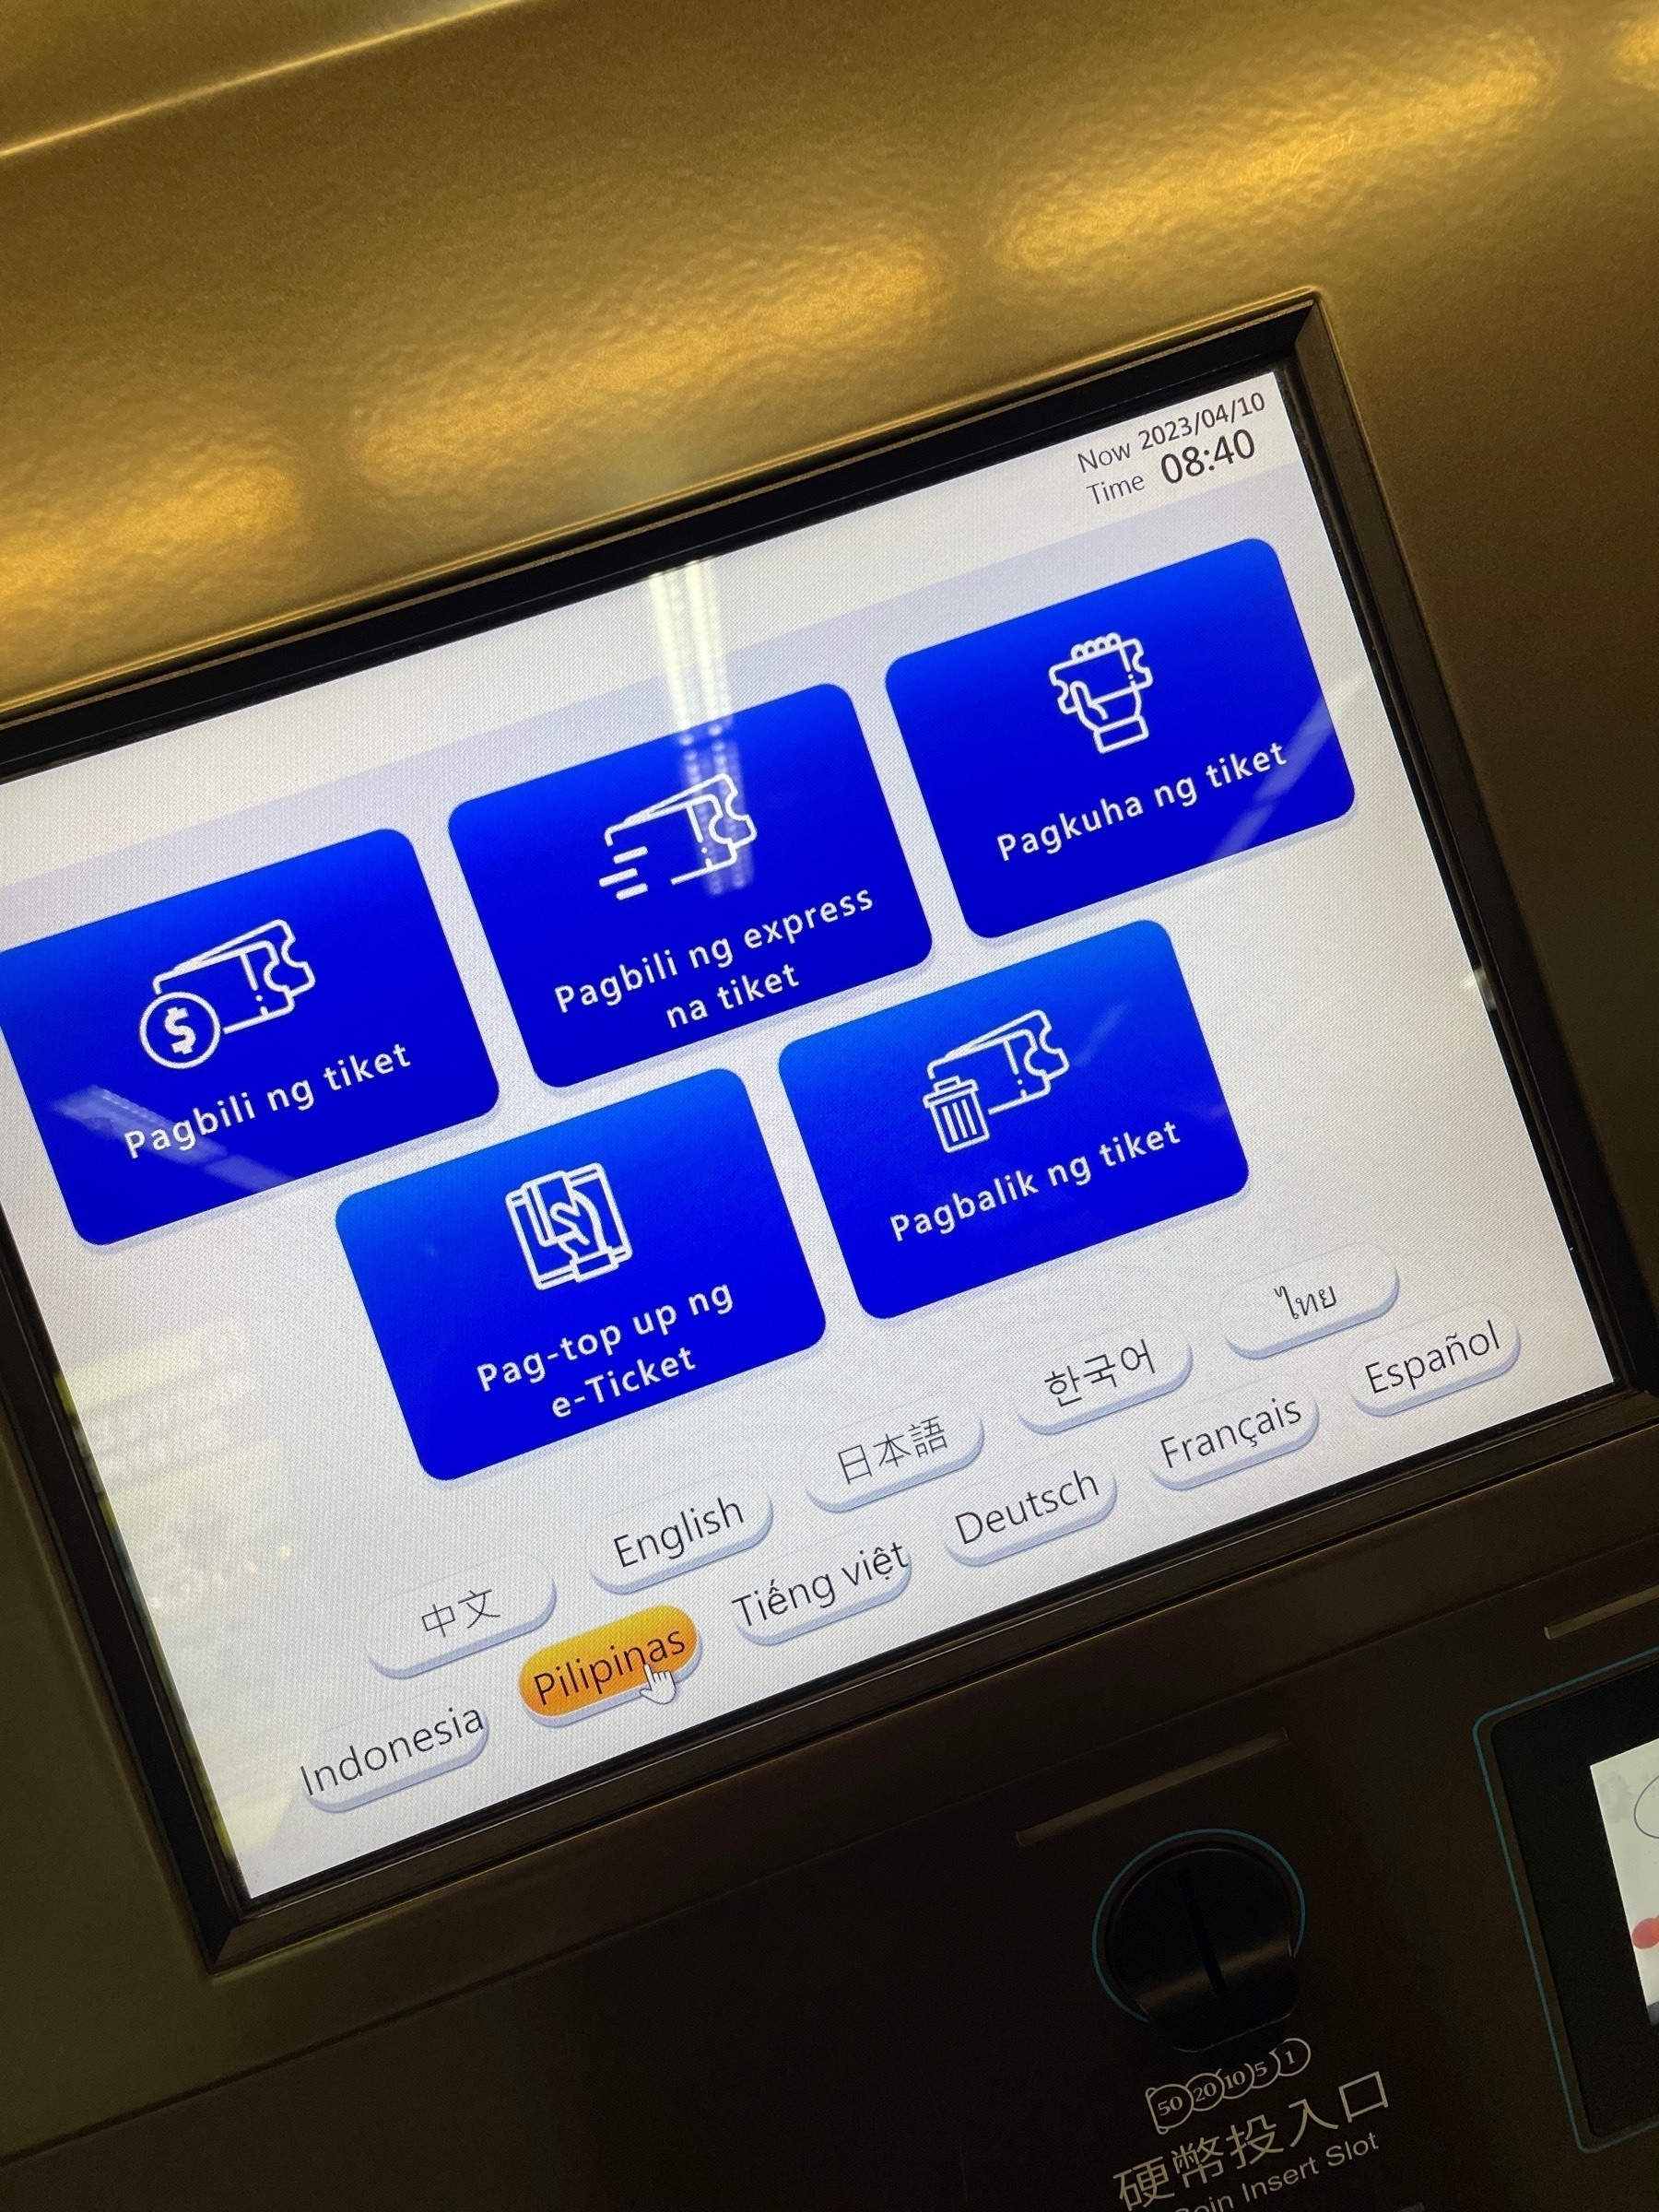 Now 2023/04/10
Time 08:40
Pagbili ng tiket
Pagbili ng express
na tiket
Pagkuha ng tiket
Pag-top up ng
e-Ticket
Pagbalik ng tiket
中文
English
日本語
한국어
ไทย
Indonesia
Pilipinas
Tiếng việt
Deutsch
Français
Español
50 20 10 5 1
硬幣投入口
Insert Slot